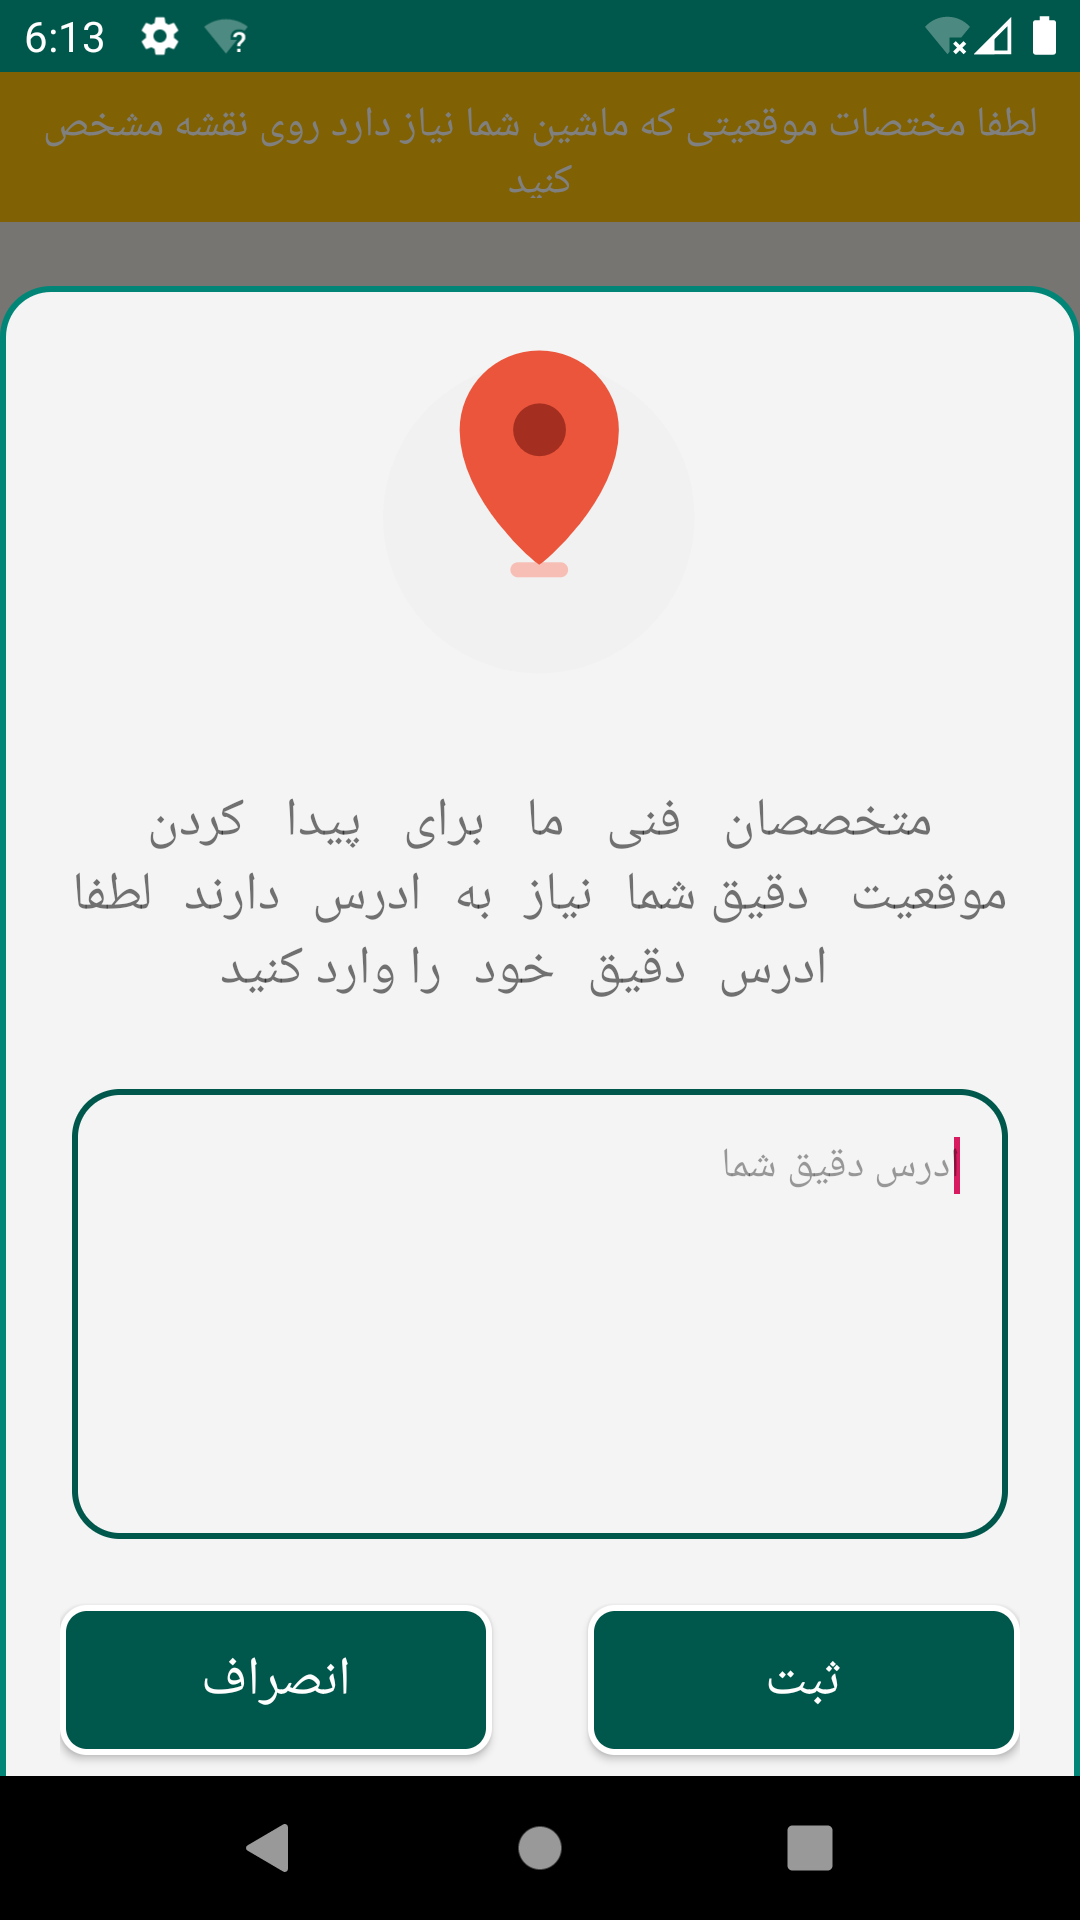 6:13
لطفا مختصات موقعیتی که ماشین شما نیاز دارد روی نقشه مشخص
کنید
متخصصان فنی ما برای پیدا کردن
موقعیت دقیق شما نیاز به ادرس دارند لطفا
ادرس دقیق خود را وارد کنید
ادرس دقیق شما
ثبت
انصراف